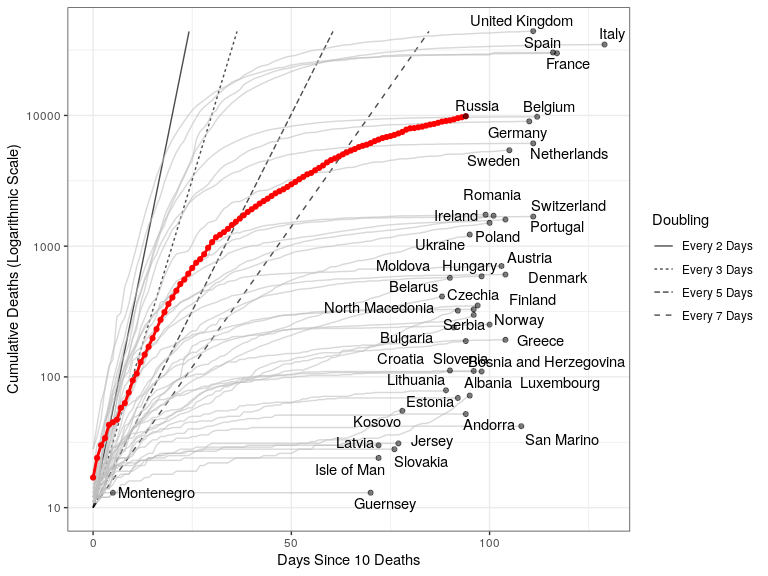 United Kingdom
Italy
Spain
France
Russia
Belgium
Germany
Netherlands
Sweden
Romania
Switzerland
Ireland
Portugal
Poland
Ukraine
Austria
Moldova
Hungary
Denmark
Belarus
Czechia
Finland
North Macedonia
Norway
Serbia
Greece
Bulgaria
Croatia
Slovenia
Bosnia and Herzegovina
Lithuania
Albania
Luxembourg
Estonia
Kosovo
Andorra
San Marino
Latvia
Jersey
Slovakia
Isle of Man
Montenegro
Guernsey
10000
1000
100
10
0
50
100
Days Since 10 Deaths
Cumulative Deaths (Logarithmic Scale)
Doubling
Every 2 Days
Every 3 Days
Every 5 Days
Every 7 Days